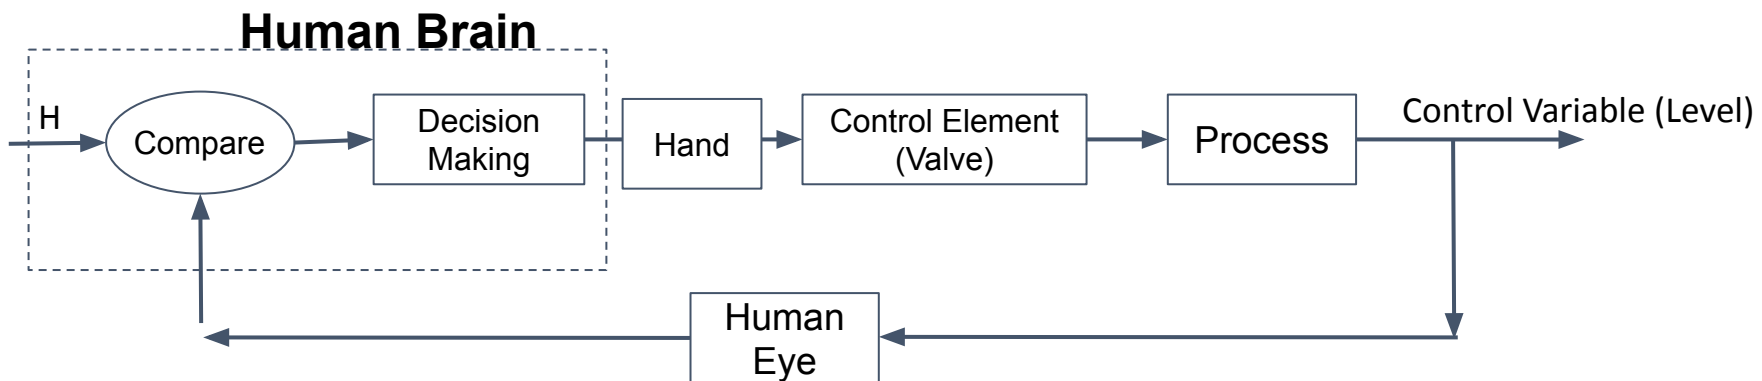 Human Brain
H
Compare
Decision
Making
Hand
Control Element
(Valve)
Process
Control Variable (Level)
Human
Eye